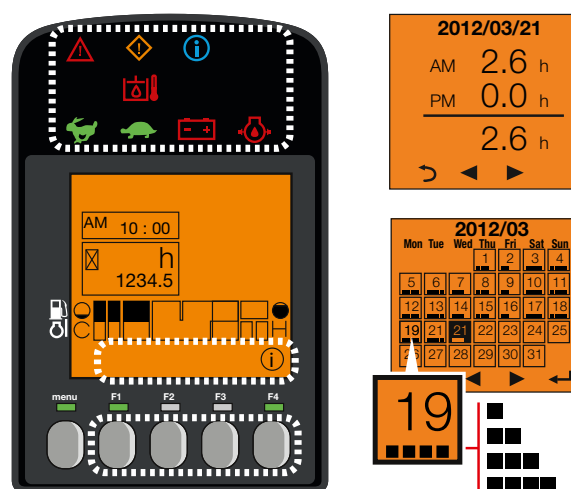 AM 10 : 00
h
1234.5
C H
menu F1 F2 F3 F4
2012/03/21
AM 2.6 h
PM 0.0 h
2.6 h
2012/03
Mon Tue Wed Thu Fri Sat Sun
1 2 3 4
5 6 7 8 9 10 11
12 13 14 15 16 17 18
19 21 21 22 23 24 25
27 28 29 30 31
19